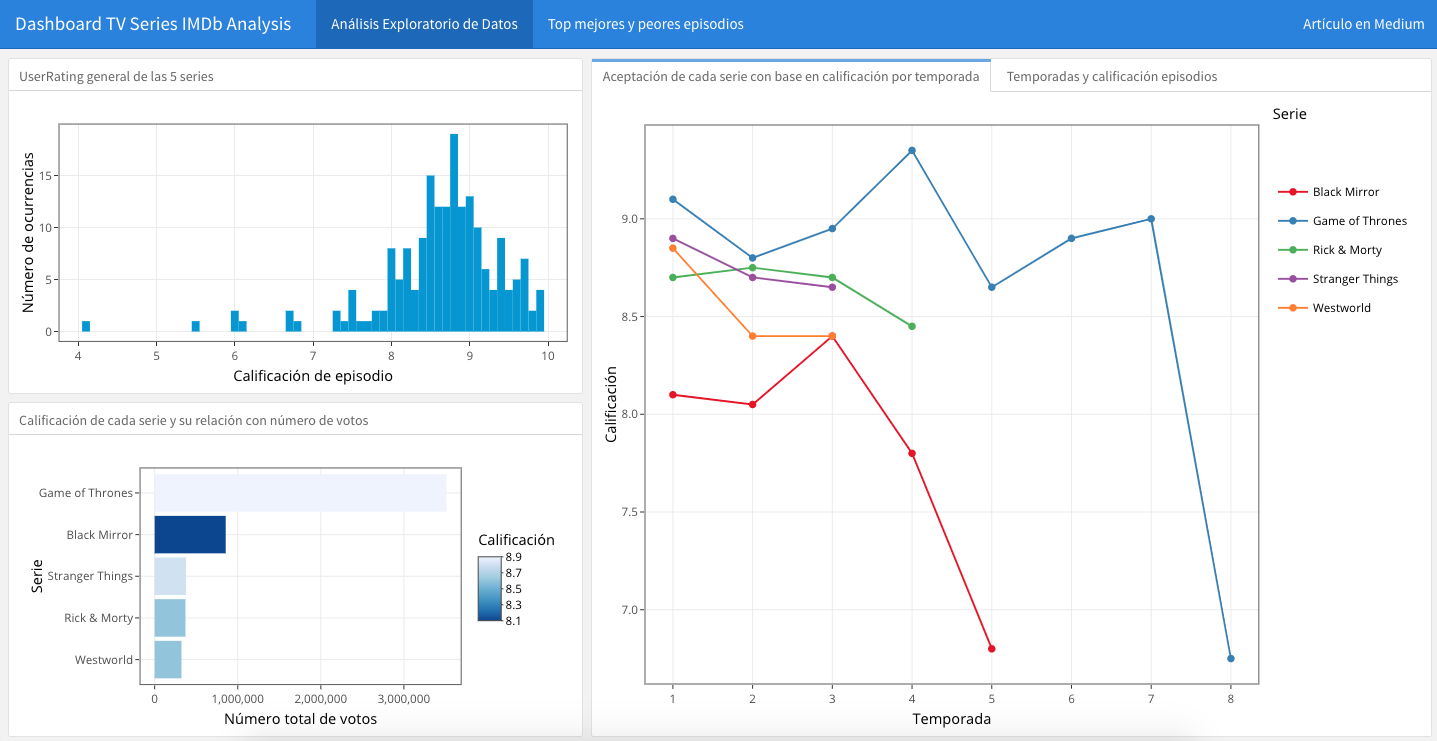 Dashboard TV Series IMDb Analysis
Análisis Exploratorio de Datos
Top mejores y peores episodios
Artículo en Medium
UserRating general de las 5 series
Número de ocurrencias
15
10
5
0
4 5 6 7 8 9 10
Calificación de episodio
Calificación de cada serie y su relación con número de votos
Serie
Game of Thrones
Black Mirror
Stranger Things
Rick & Morty
Westworld
0 1,000,000 2,000,000 3,000,000
Número total de votos
Calificación
8.9
8.7
8.5
8.3
8.1
Aceptación de cada serie con base en calificación por temporada
Temporadas y calificación episodios
Calificación
9.0
8.5
8.0
7.5
7.0
1 2 3 4 5 6 7 8
Temporada
Serie
Black Mirror
Game of Thrones
Rick & Morty
Stranger Things
Westworld